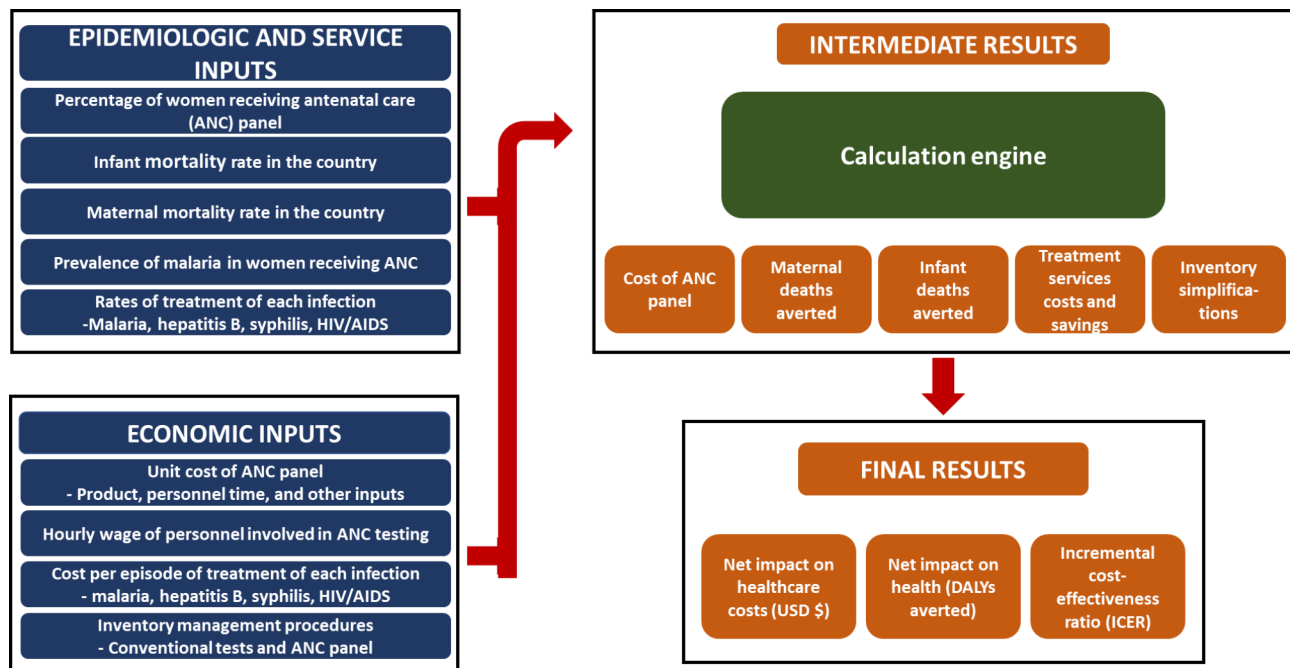 EPIDEMIOLOGIC AND SERVICE
INPUTS
Percentage of women receiving antenatal care
(ANC) panel
Infant mortality rate in the country
Maternal mortality rate in the country
Prevalence of malaria in women receiving ANC
Rates of treatment of each infection
-Malaria, hepatitis B, syphilis, HIV/AIDS
ECONOMIC INPUTS
Unit cost of ANC panel
- Product, personnel time, and other inputs
Hourly wage of personnel involved in ANC testing
Cost per episode of treatment of each infection
- malaria, hepatitis B, syphilis, HIV/AIDS
Inventory management procedures
- Conventional tests and ANC panel
INTERMEDIATE RESULTS
Calculation engine
Cost of ANC
panel
Maternal
deaths
averted
Infant
deaths
averted
Treatment
services
costs and
savings
Inventory
simplifica-
tions
FINAL RESULTS
Net impact on
healthcare
costs (USD $)
Net impact on
health (DALYs
averted)
Incremental
cost-
effectiveness
ratio (ICER)